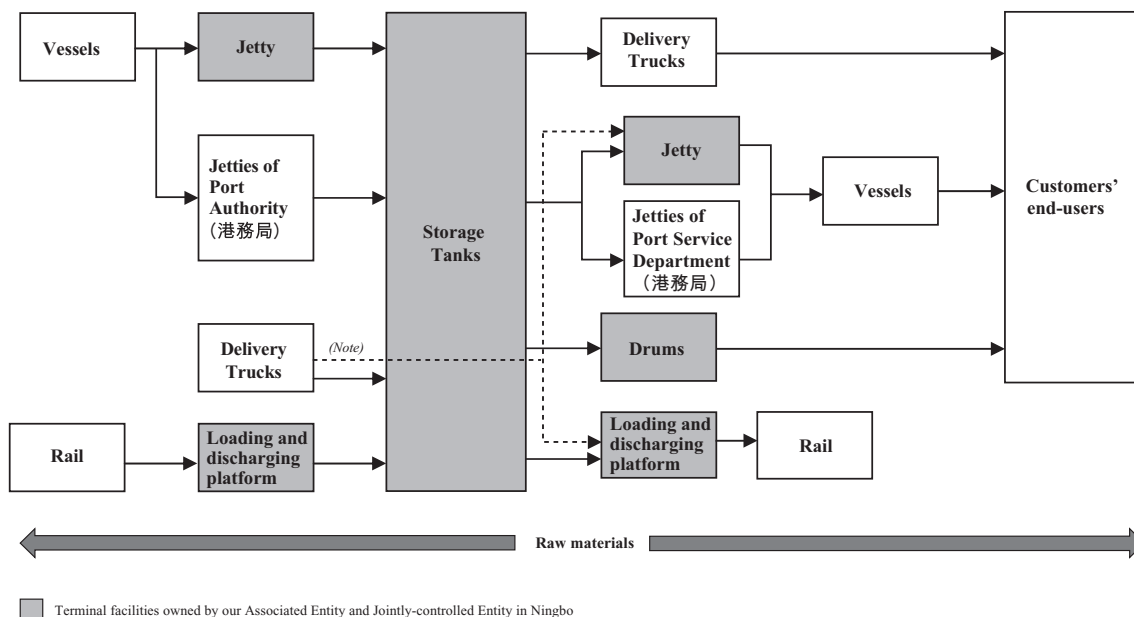 Vessels
Jetty
Jetties of
Port
Authority
(港務局)
Delivery
Trucks
(Note)
Rail
Loading and
discharging
platform
Storage
Tanks
Delivery
Trucks
Jetty
Jetties of
Port Service
Department
(港務局)
Vessels
Drums
Loading and
discharging
platform
Rail
Customers’
end-users
Raw materials
Terminal facilities owned by our Associated Entity and Jointly-controlled Entity in Ningbo